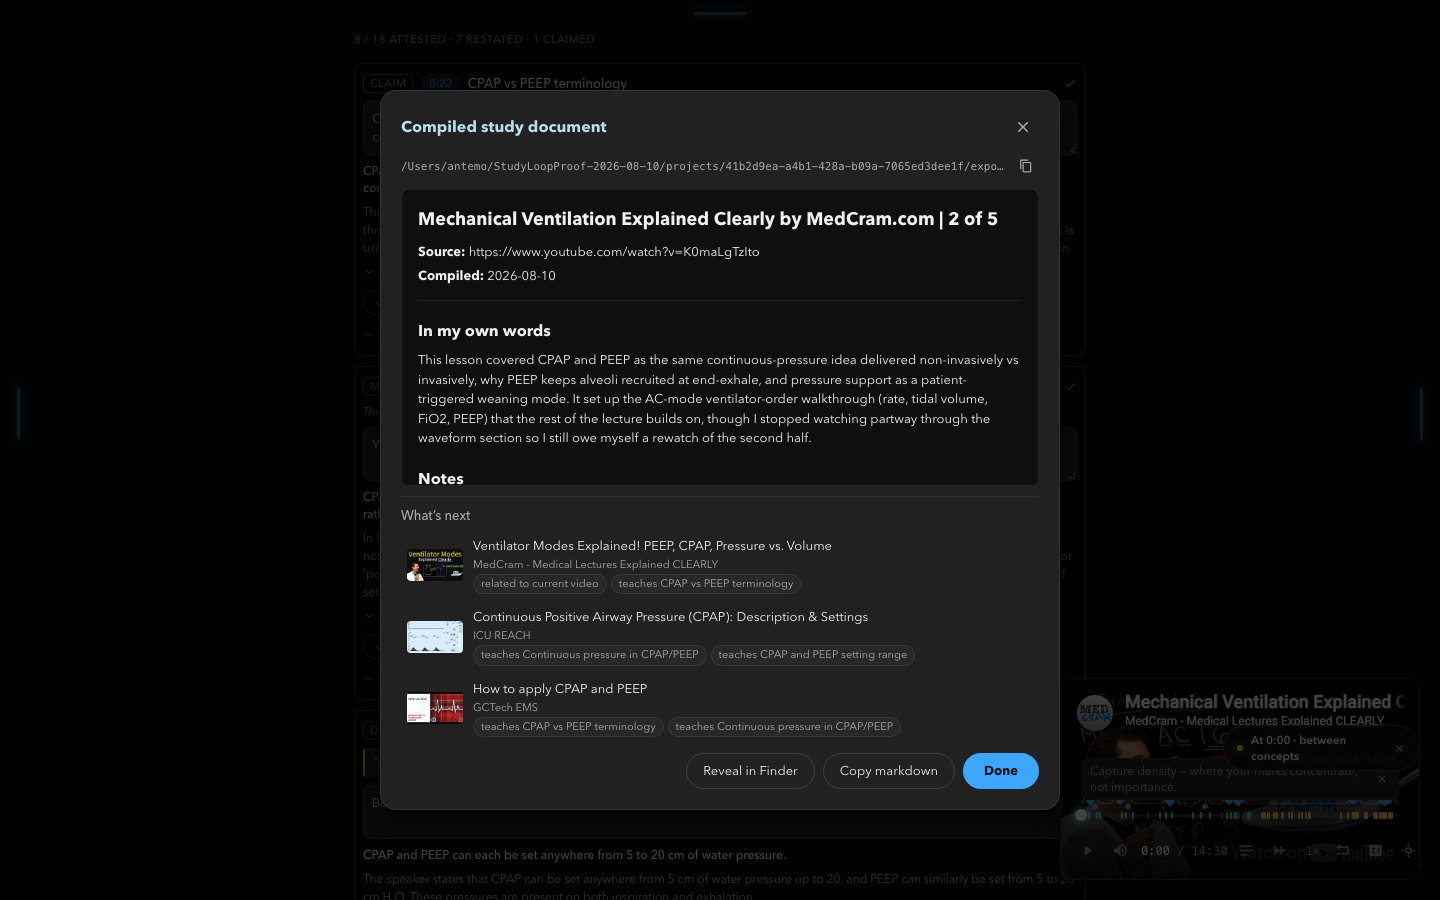 8 / 18 ATTESTED · 7 RESTATED · 1 CLAIMED
CLAIM 0:22 CPAP vs PEEP terminology
Compiled study document
/Users/antemo/StudyLoopProof-2026-08-10/projects/41b2d9ea-a4b1-428a-b09a-7065ed3dee1f/expo…
Mechanical Ventilation Explained Clearly by MedCram.com | 2 of 5
Source: https://www.youtube.com/watch?v=K0maLgTzIto
Compiled: 2026-08-10
In my own words
This lesson covered CPAP and PEEP as the same continuous-pressure idea delivered non-invasively vs
invasively, why PEEP keeps alveoli recruited at end-exhale, and pressure support as a patient-
triggered weaning mode. It set up the AC-mode ventilator-order walkthrough (rate, tidal volume,
FiO2, PEEP) that the rest of the lecture builds on, though I stopped watching partway through the
waveform section so I still owe myself a rewatch of the second half.
Notes
What's next
Ventilator Modes Explained! PEEP, CPAP, Pressure vs. Volume
MedCram - Medical Lectures Explained CLEARLY
related to current video teaches CPAP vs PEEP terminology
Continuous Positive Airway Pressure (CPAP): Description & Settings
ICU REACH
teaches Continuous pressure in CPAP/PEEP teaches CPAP and PEEP setting range
How to apply CPAP and PEEP
GCTech EMS
teaches CPAP vs PEEP terminology teaches Continuous pressure in CPAP/PEEP
Reveal in Finder Copy markdown Done
Mechanical Ventilation Explained C
MedCram - Medical Lectures Explained CLEARLY
At 0:00 · between
concepts
Capture density – where your marks concentrate,
not importance.
0:00 / 14:30
1x
Watch on YouTube
CPAP and PEEP can each be set anywhere from 5 to 20 cm of water pressure.
The speaker states that CPAP can be set anywhere from 5 cm of water pressure up to 20, and PEEP can similarly be set from 5 to 20
cm H2O. These pressures are present on both inspiration and exhalation.